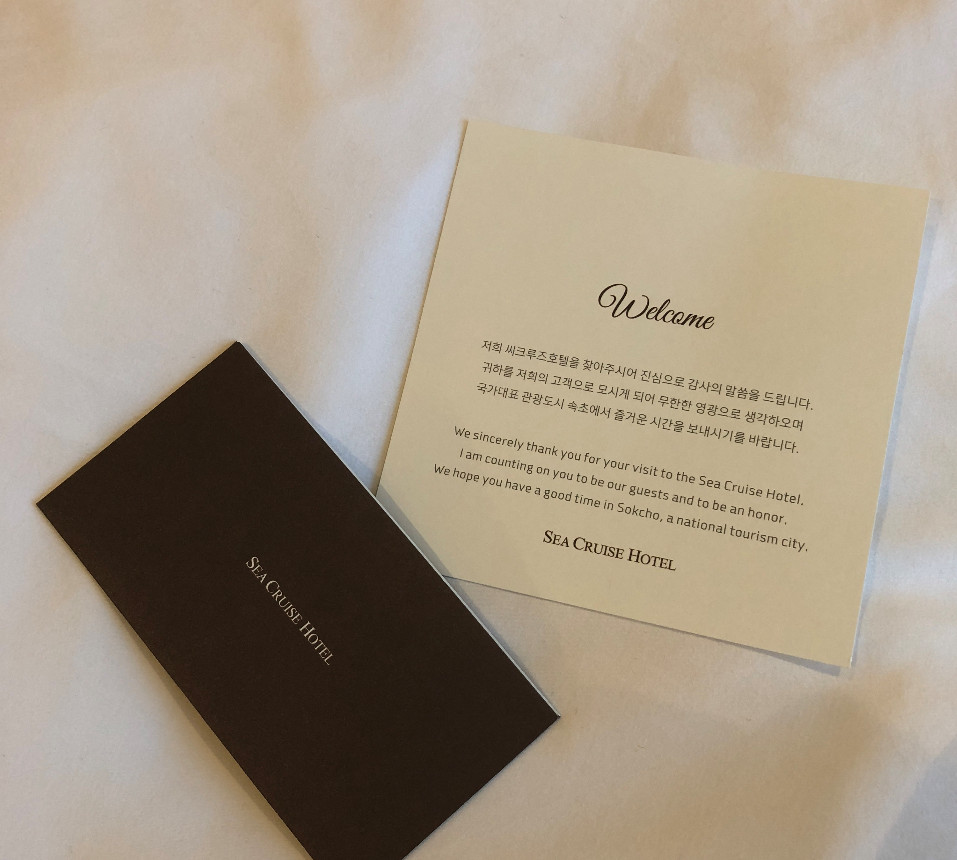 Welcome
저희 씨크루즈호텔을 찾아주시어 진심으로 감사의 말씀을 드립니다.
귀하를 저희의 고객으로 모시게 되어 무한한 영광으로 생각하오며
국가대표 관광도시 속초에서 즐거운 시간을 보내시기를 바랍니다.
We sincerely thank you for your visit to the Sea Cruise Hotel.
I am counting on you to be our guests and to be an honor.
We hope you have a good time in Sokcho, a national tourism city.
SEA CRUISE HOTEL
SEA CRUISE HOTEL